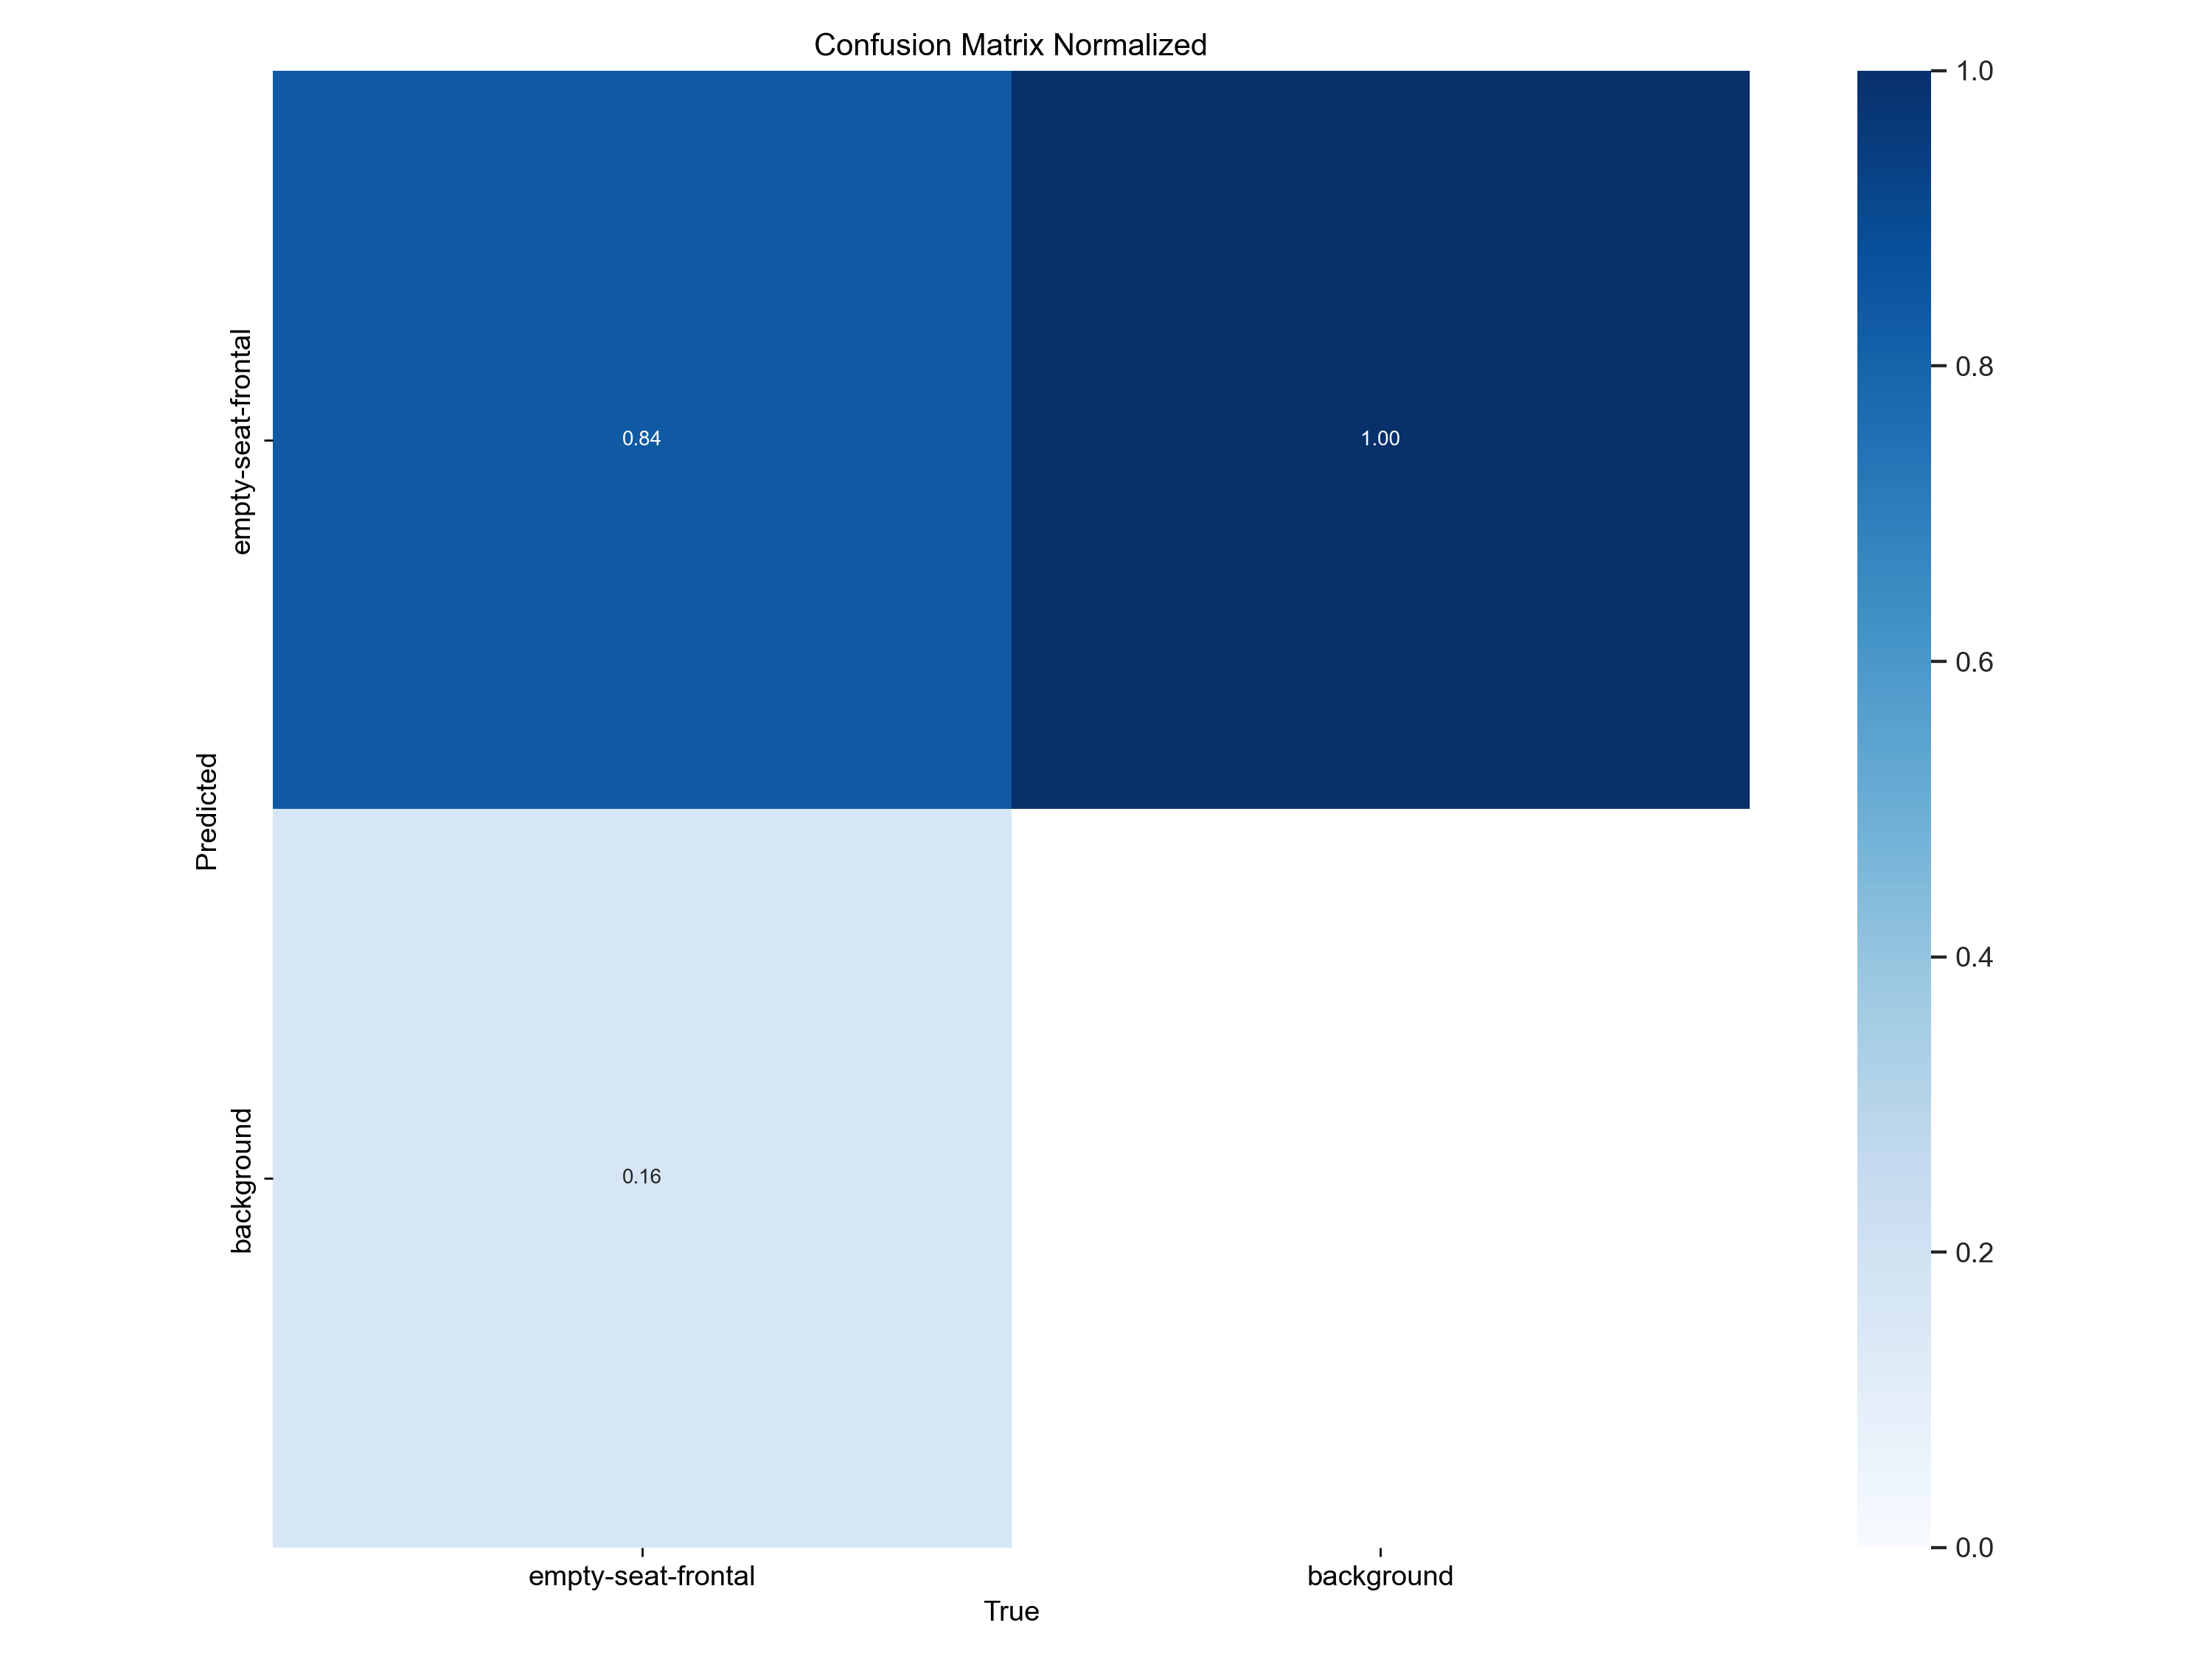 Confusion Matrix Normalized
empty-seat-frontal
background
Predicted
0.84
1.00
0.16
empty-seat-frontal
background
True
1.0
0.8
0.6
0.4
0.2
0.0